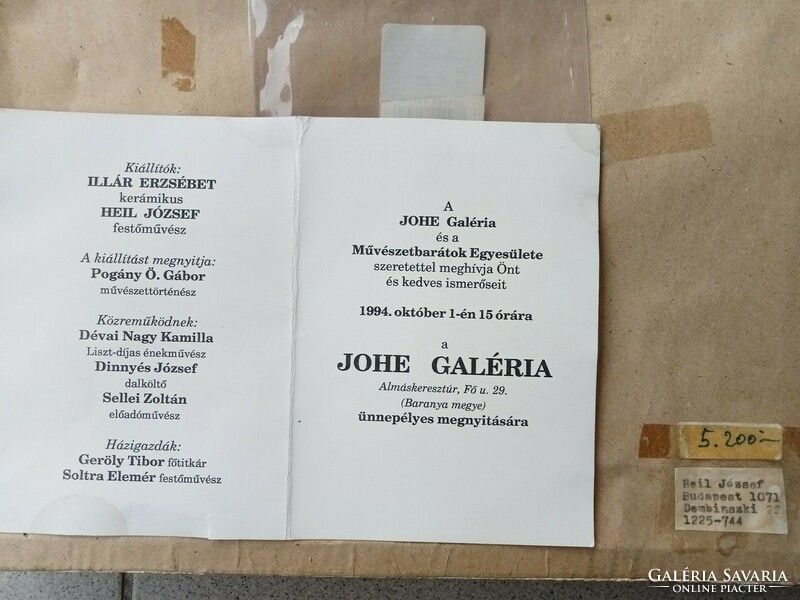 Kiállítók:
ILLÁR ERZSÉBET
kerámikus
HEIL JÓZSEF
festőművész
A kiállítást megnyitja:
Pogány Ö. Gábor
művészettörténész
Közreműködnek:
Dévai Nagy Kamilla
Liszt-díjas énekművész
Dinnyés József
dalköltő
Sellei Zoltán
előadóművész
Házigazdák:
Geröly Tibor főtitkár
Soltra Elemér festőművész
A
JOHE Galéria
és a
Művészetbarátok Egyesülete
szeretettel meghívja Önt
és kedves ismerőseit
1994. október 1-én 15 órára
a
JOHE GALÉRIA
Almáskeresztúr, Fő u. 29.
(Baranya megye)
ünnepélyes megnyitására
5.200-
Heil József
Budapest 1071
Dembinszki
1225-744
GALÉRIA SAVARIA
ONLINE PIACTÉR